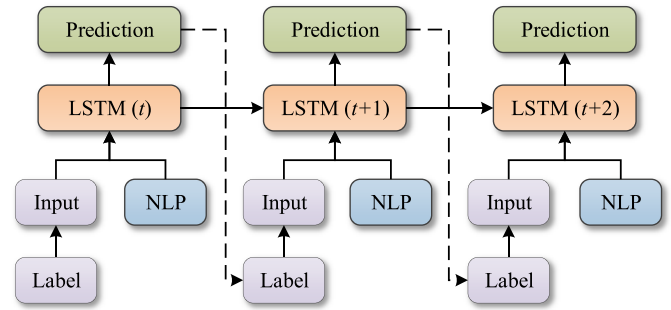 Prediction
Prediction
Prediction
LSTM (t)
LSTM (t+1)
LSTM (t+2)
Input
NLP
Input
NLP
Input
NLP
Label
Label
Label